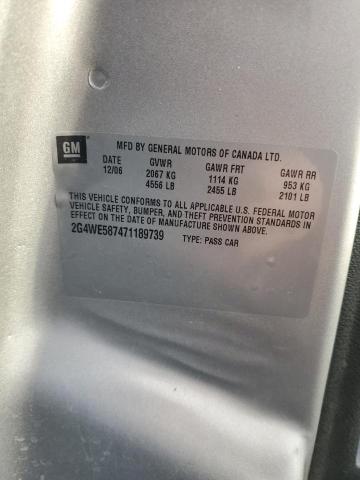 GM
MFD BY GENERAL MOTORS OF CANADA LTD.
DATE GVWR GAWR FRT GAWR RR
12/06 2067 KG 1114 KG 953 KG
4556 LB 2455 LB 2101 LB
THIS VEHICLE CONFORMS TO ALL APPLICABLE U.S. FEDERAL MOTOR
VEHICLE SAFETY, BUMPER, AND THEFT PREVENTION STANDARDS IN
EFFECT ON THE DATE OF MANUFACTURE SHOWN ABOVE.
2G4WE587471189739 TYPE: PASS CAR